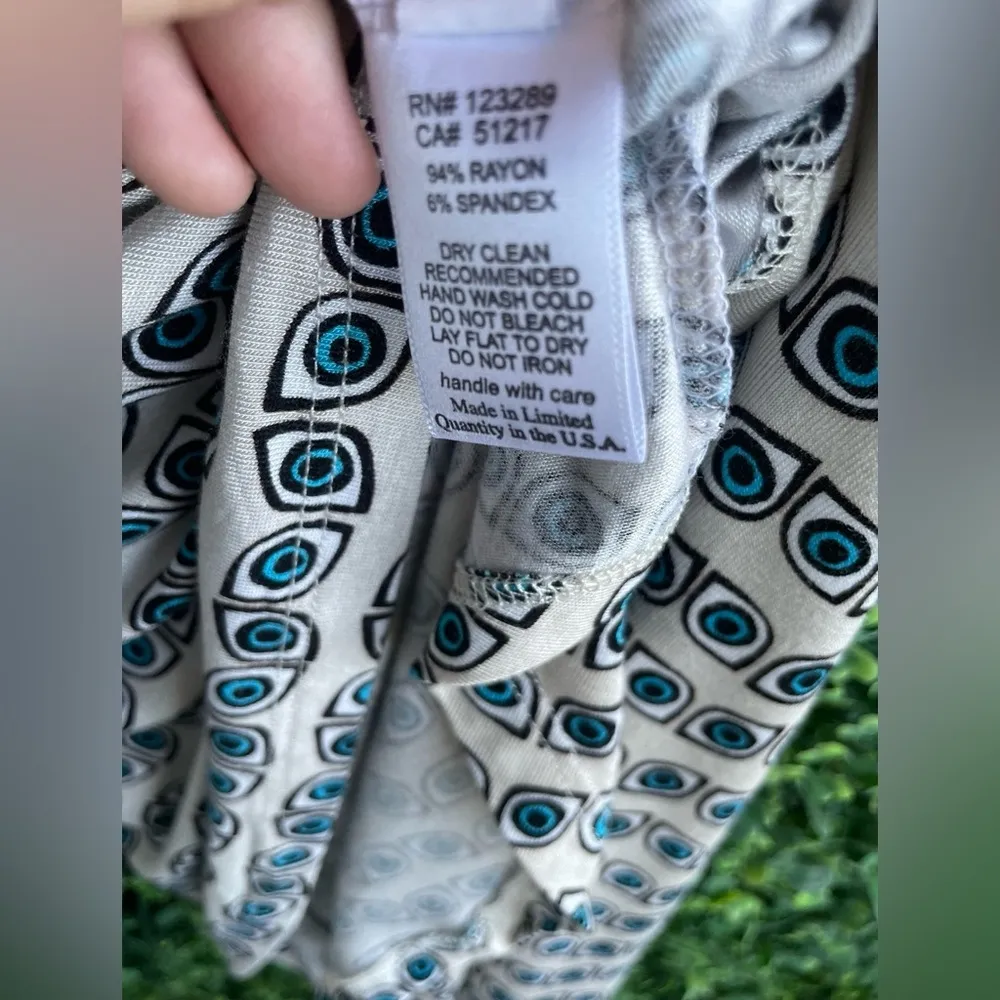 RN# 123289
CA# 51217
94% RAYON
6% SPANDEX
DRY CLEAN
RECOMMENDED
HAND WASH COLD
DO NOT BLEACH
LAY FLAT TO DRY
DO NOT IRON
handle with care
Made in Limited
Quantity in the U.S.A.